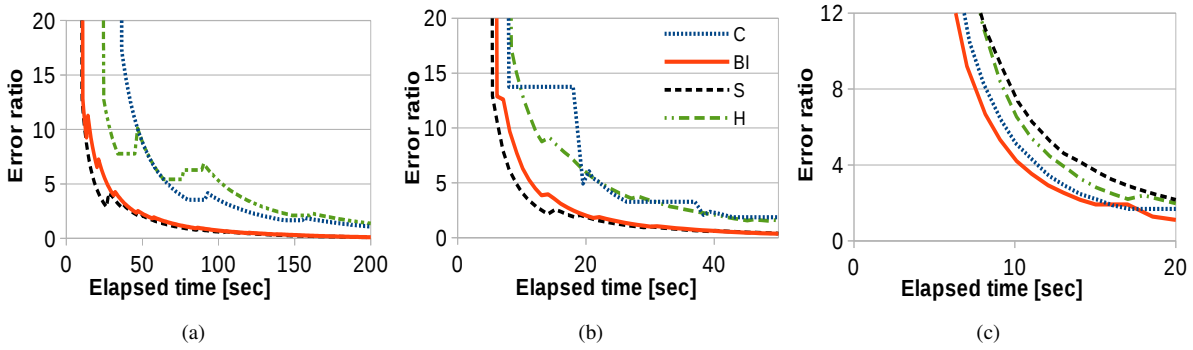 20
15
10
5
0
Error ratio
0 50 100 150 200
Elapsed time [sec]
(a)
20
15
10
5
0
Error ratio
C
BI
S
H
0 20 40
Elapsed time [sec]
(b)
12
8
4
0
Error ratio
0 10 20
Elapsed time [sec]
(c)